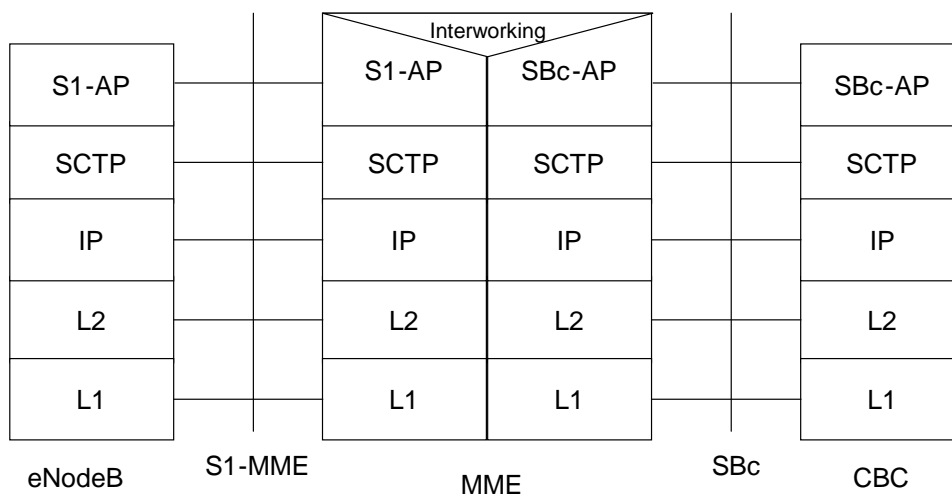 Interworking
S1-AP
S1-AP
SBc-AP
SBc-AP
SCTP
SCTP
SCTP
SCTP
IP
IP
IP
IP
L2
L2
L2
L2
L1
L1
L1
L1
eNodeB
S1-MME
MME
SBc
CBC